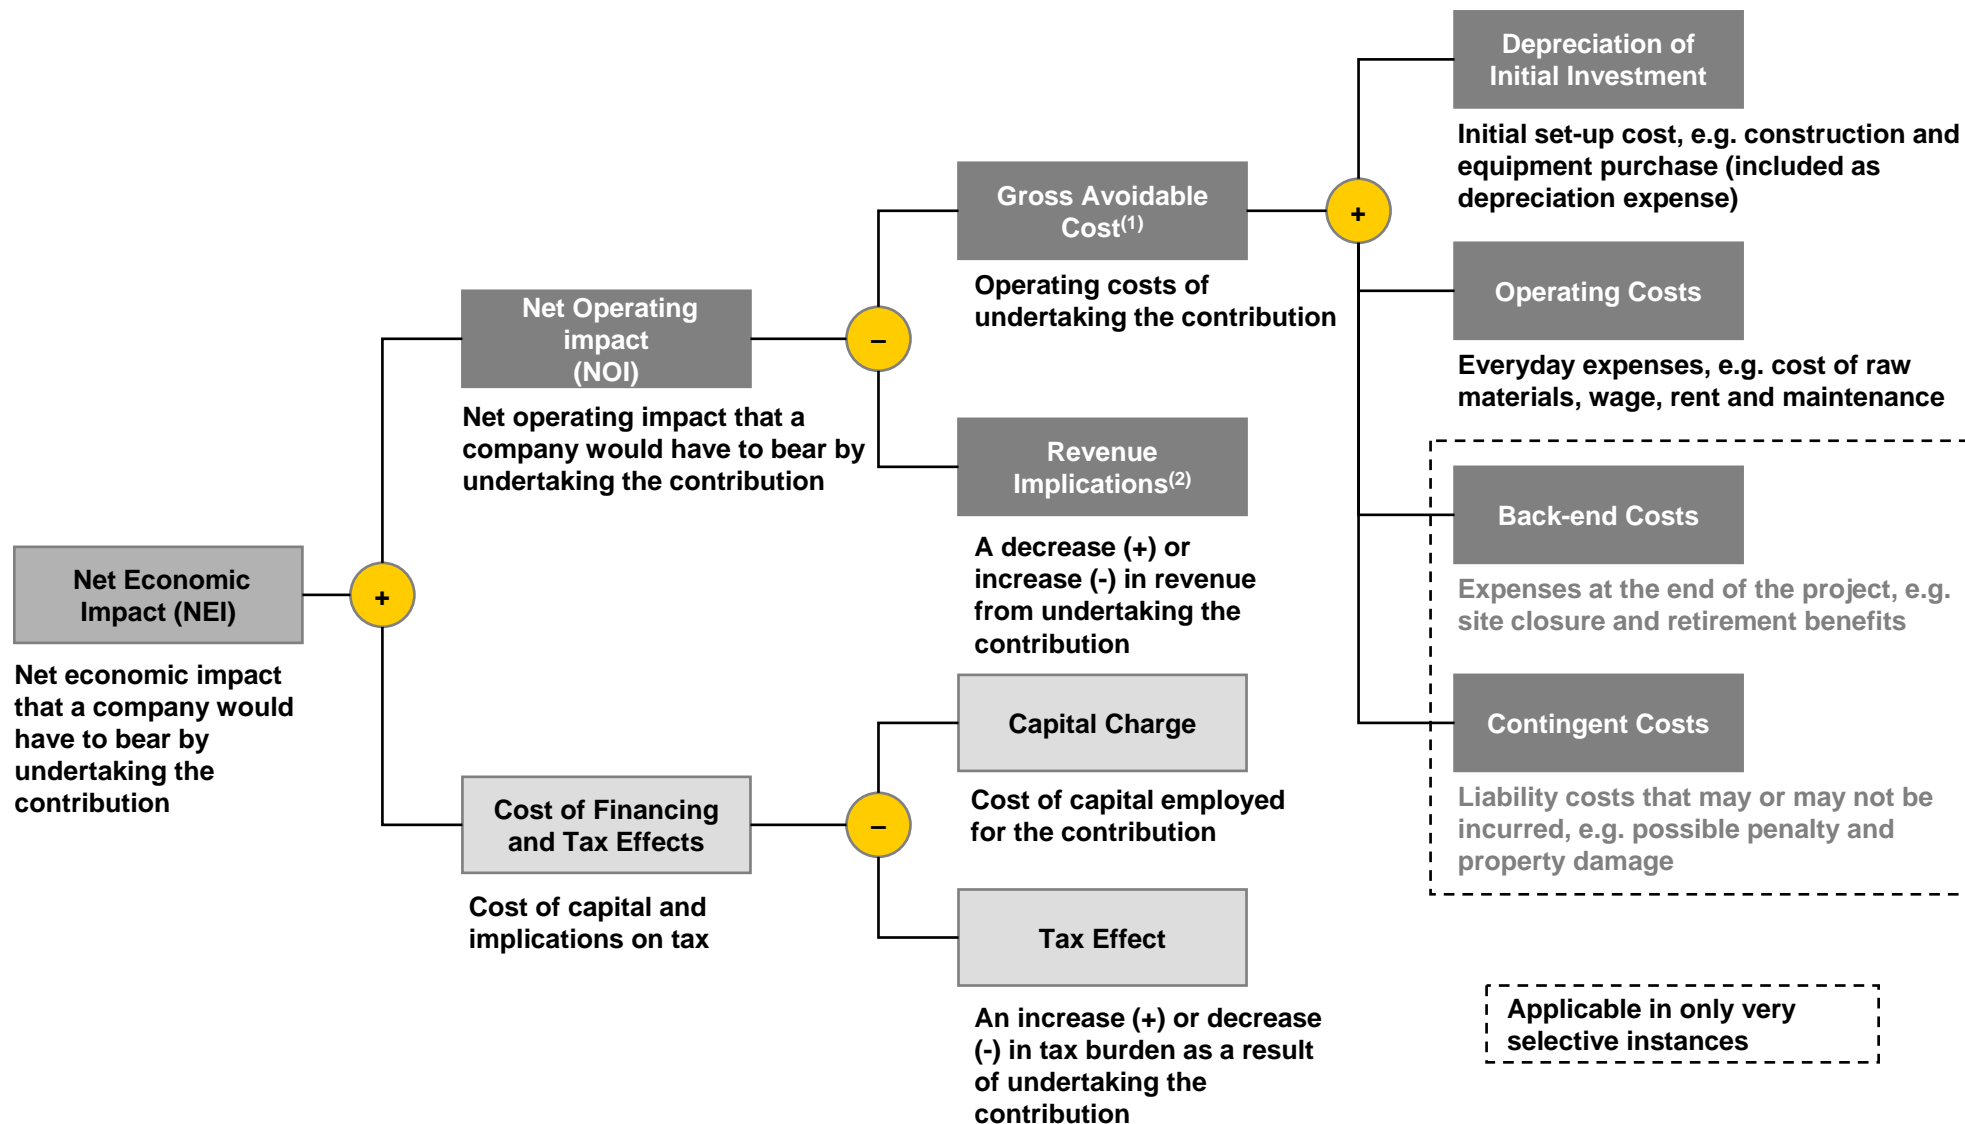 Net Economic
Impact (NEI)
+
Net economic impact
that a company would
have to bear by
undertaking the
contribution
Net Operating
impact
(NOI)
–
Net operating impact that a
company would have to bear by
undertaking the contribution
Cost of Financing
and Tax Effects
–
Cost of capital and
implications on tax
Gross Avoidable
Cost(1)
+
Operating costs of
undertaking the contribution
Revenue
Implications(2)
A decrease (+) or
increase (-) in revenue
from undertaking the
contribution
Capital Charge
Cost of capital employed
for the contribution
Tax Effect
An increase (+) or decrease
(-) in tax burden as a result
of undertaking the
contribution
Depreciation of
Initial Investment
Initial set-up cost, e.g. construction and
equipment purchase (included as
depreciation expense)
Operating Costs
Everyday expenses, e.g. cost of raw
materials, wage, rent and maintenance
Back-end Costs
Expenses at the end of the project, e.g.
site closure and retirement benefits
Contingent Costs
Liability costs that may or may not be
incurred, e.g. possible penalty and
property damage
Applicable in only very
selective instances